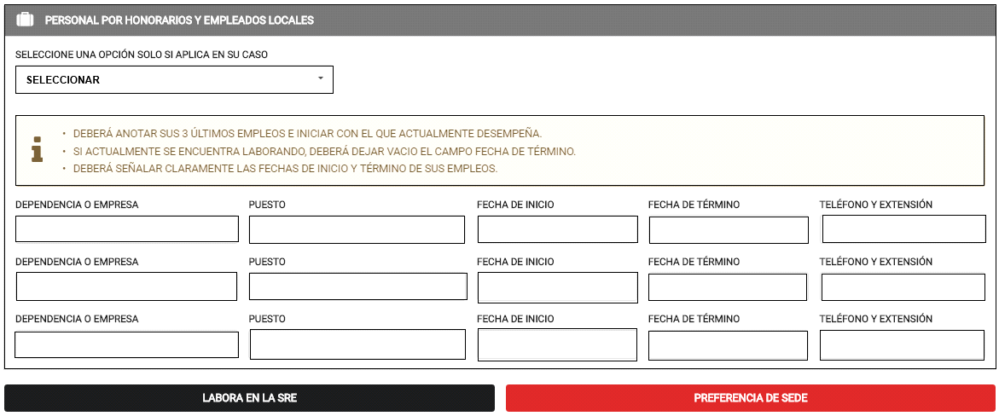 PERSONAL POR HONORARIOS Y EMPLEADOS LOCALES
SELECCIONE UNA OPCIÓN SOLO SI APLICA EN SU CASO
SELECCIONAR
• DEBERÁ ANOTAR SUS 3 ÚLTIMOS EMPLEOS E INICIAR CON EL QUE ACTUALMENTE DESEMPEÑA.
• SI ACTUALMENTE SE ENCUENTRA LABORANDO, DEBERÁ DEJAR VACIO EL CAMPO FECHA DE TÉRMINO.
• DEBERÁ SEÑALAR CLARAMENTE LAS FECHAS DE INICIO Y TÉRMINO DE SUS EMPLEOS.
DEPENDENCIA O EMPRESA PUESTO FECHA DE INICIO FECHA DE TÉRMINO TELÉFONO Y EXTENSIÓN
DEPENDENCIA O EMPRESA PUESTO FECHA DE INICIO FECHA DE TÉRMINO TELÉFONO Y EXTENSIÓN
DEPENDENCIA O EMPRESA PUESTO FECHA DE INICIO FECHA DE TÉRMINO TELÉFONO Y EXTENSIÓN
LABORA EN LA SRE PREFERENCIA DE SEDE